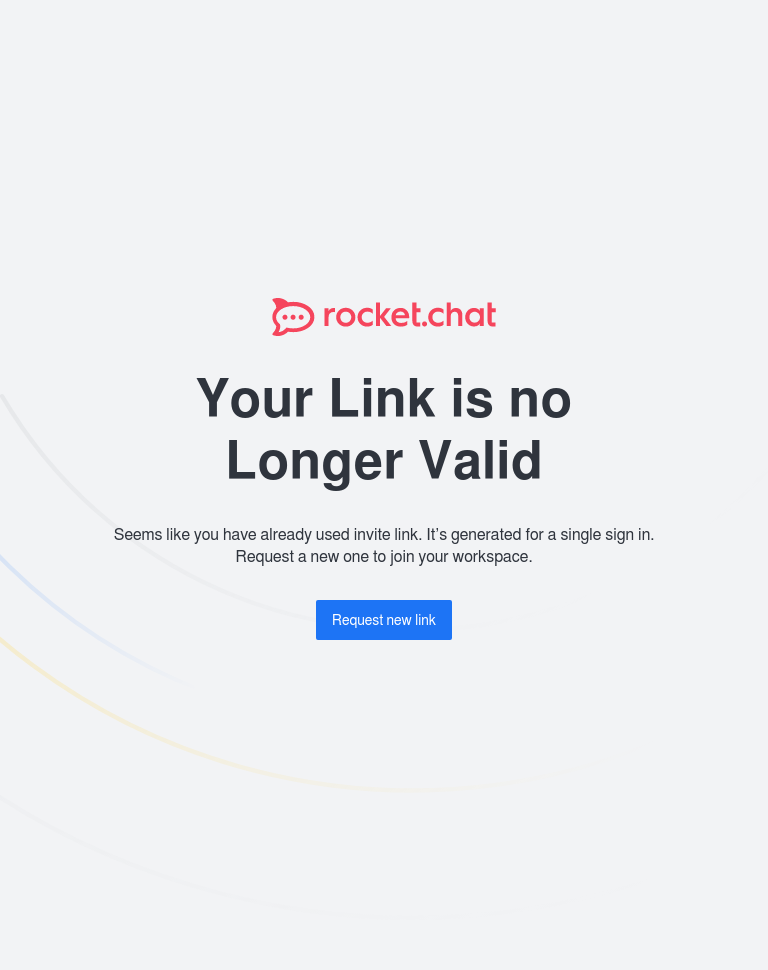 rocket.chat
Your Link is no
Longer Valid
Seems like you have already used invite link. It’s generated for a single sign in.
Request a new one to join your workspace.
Request new link